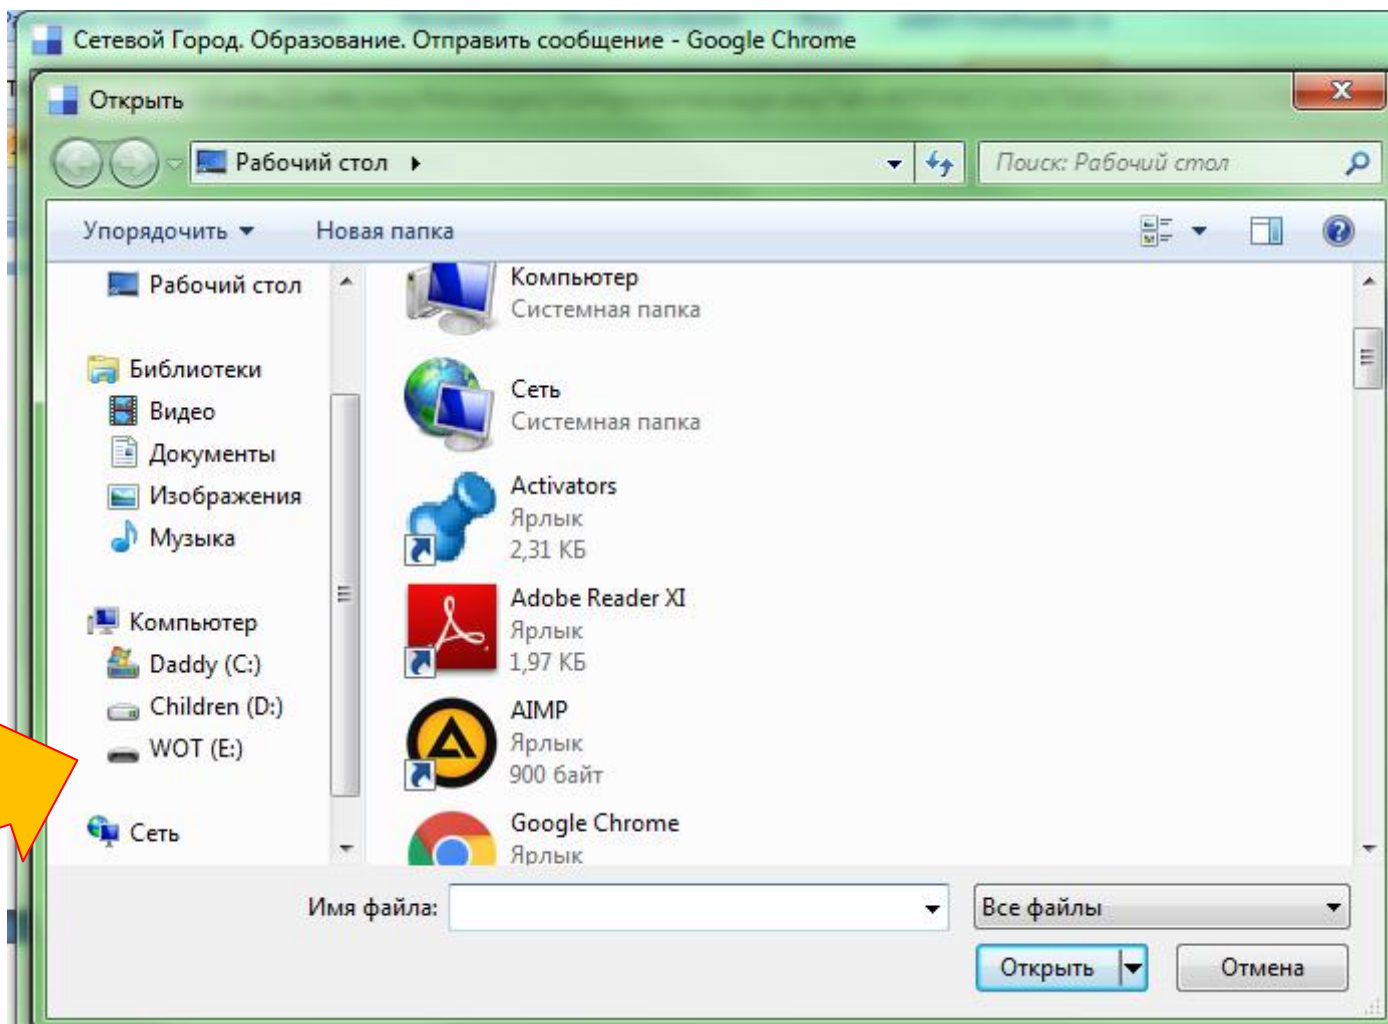 Сетевой Город. Образование. Отправить сообщение - Google Chrome
Открыть
Рабочий стол
Поиск: Рабочий стол
Упорядочить
Новая папка
Рабочий стол
Библиотеки
Видео
Документы
Изображения
Музыка
Компьютер
Daddy (C:)
Children (D:)
WOT (E:)
Сеть
Компьютер
Системная папка
Сеть
Системная папка
Activators
Ярлык
2,31 КБ
Adobe Reader XI
Ярлык
1,97 КБ
AIMP
Ярлык
900 байт
Google Chrome
Ярлык
Имя файла:
Все файлы
Открыть
Отмена